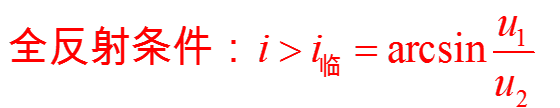 全反射条件：i > i临 = arcsin u1/u2